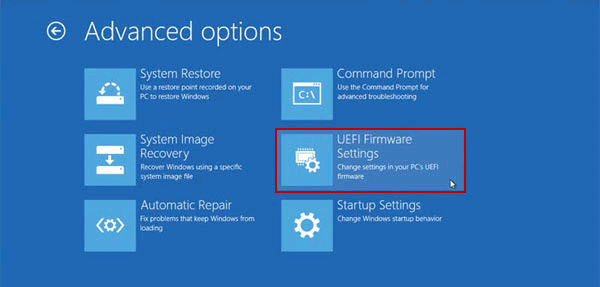 Advanced options
System Restore
Use a restore point recorded on your
PC to restore Windows
Command Prompt
C:\
Use the Command Prompt for
advanced troubleshooting
System Image
Recovery
Recover Windows using a specific
system image file
UEFI Firmware
Settings
Change settings in your PC's UEFI
firmware
Automatic Repair
Fix problems that keep Windows from
loading
Startup Settings
Change Windows startup behavior